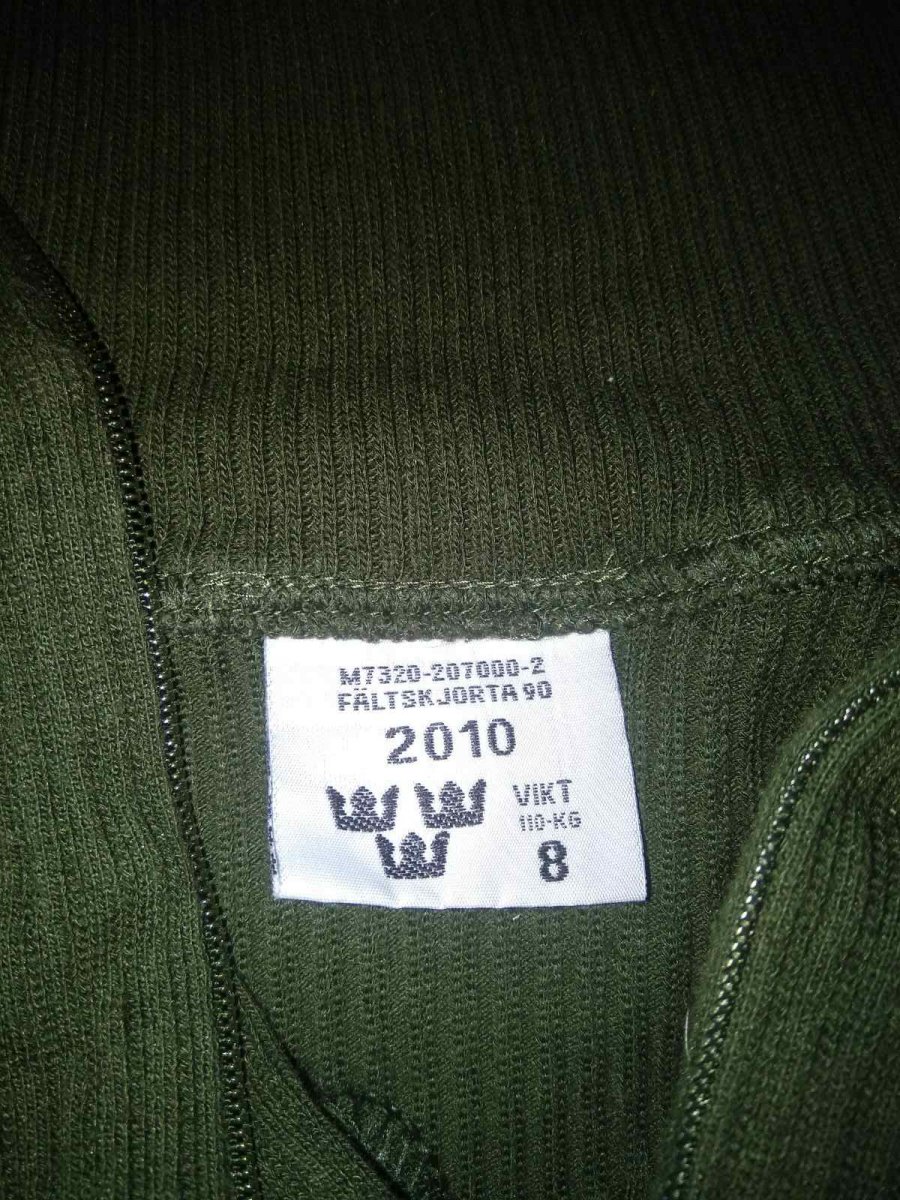 M7320-207000-2
FÄLTSKJORTA 90
2010
VIKT
110-KG
8